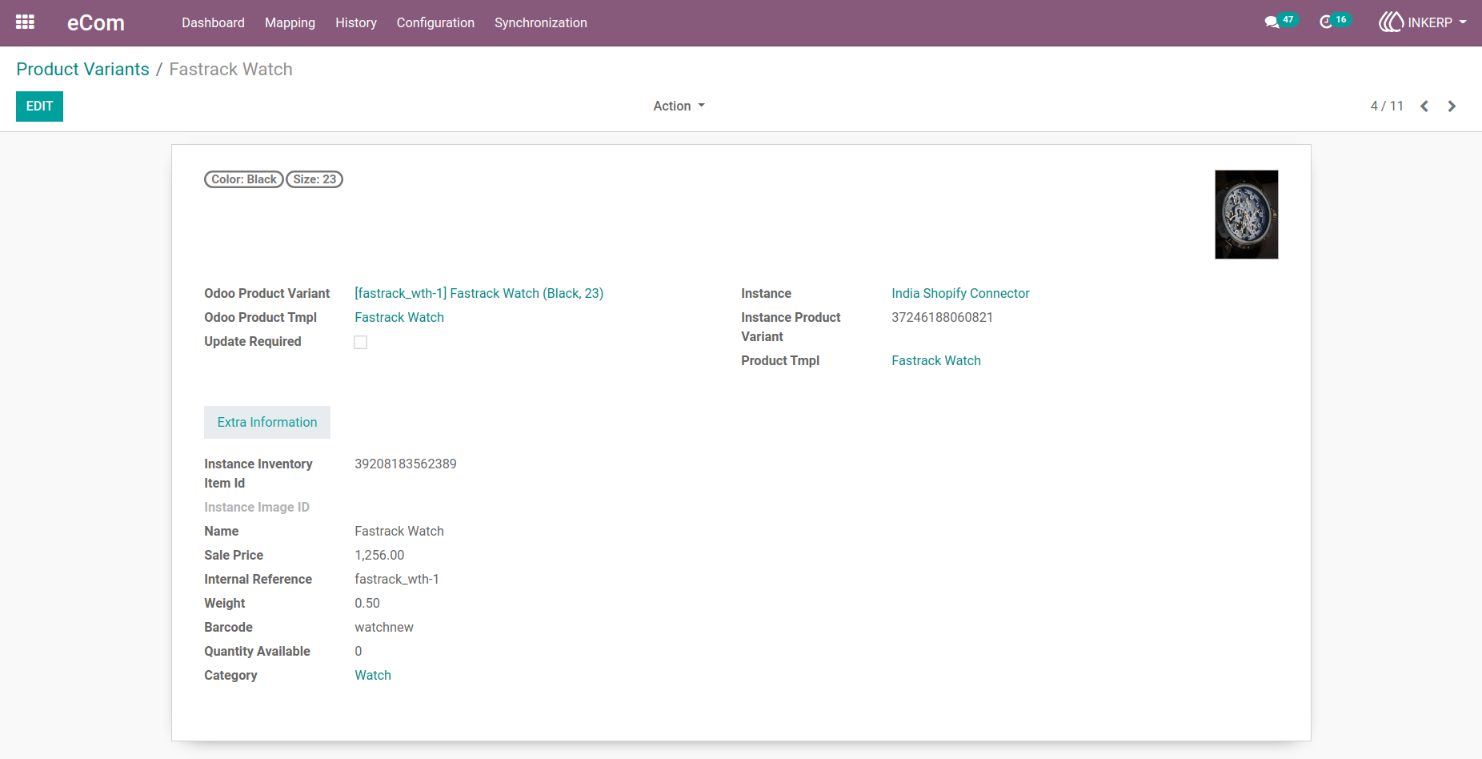 eCom Dashboard Mapping History Configuration Synchronization 47 16 INKERP
Product Variants / Fastrack Watch
EDIT Action 4 / 11
Color: Black Size: 23
Odoo Product Variant [fastrack_wth-1] Fastrack Watch (Black, 23)
Odoo Product Tmpl Fastrack Watch
Update Required
Instance India Shopify Connector
Instance Product 37246188060821
Variant
Product Tmpl Fastrack Watch
Extra Information
Instance Inventory 39208183562389
Item Id
Instance Image ID
Name Fastrack Watch
Sale Price 1,256.00
Internal Reference fastrack_wth-1
Weight 0.50
Barcode watchnew
Quantity Available 0
Category Watch